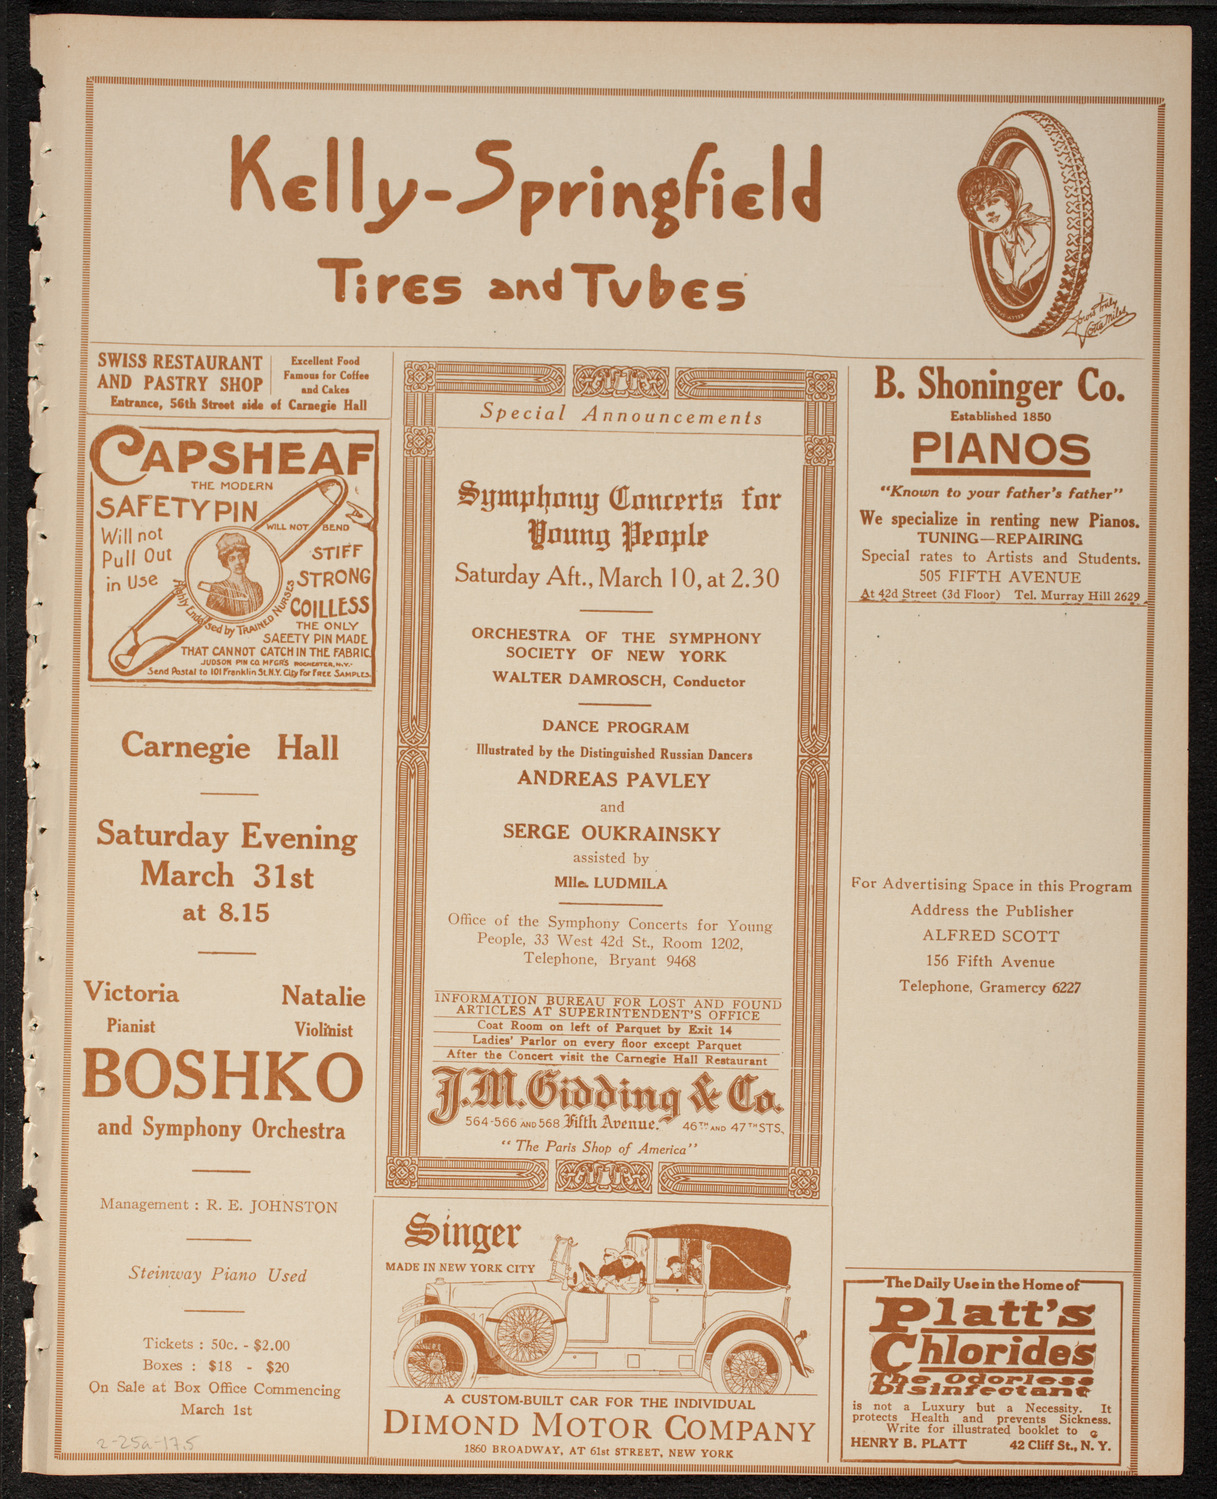 Kelly-Springfield
Tires and Tubes
Yours truly
Lotta Miles
SWISS RESTAURANT
AND PASTRY SHOP
Excellent Food
Famous for Coffee
and Cakes
Entrance, 56th Street side of Carnegie Hall
CAPSHEAF
THE MODERN
SAFETY PIN
WILL NOT BEND
Will not
Pull Out
in Use
STIFF
STRONG
COILLESS
Highly Endorsed by TRAINED NURSES
THE ONLY
SAFETY PIN MADE
THAT CANNOT CATCH IN THE FABRIC.
JUDSON PIN CO. MFGR'S ROCHESTER, N.Y.
Send Postal to 101 Franklin St. N.Y. City For FREE SAMPLES.
Carnegie Hall
Saturday Evening
March 31st
at 8.15
Victoria Natalie
Pianist Violinist
BOSHKO
and Symphony Orchestra
Management : R. E. JOHNSTON
Steinway Piano Used
Tickets : 50c. - $2.00
Boxes : $18 - $20
On Sale at Box Office Commencing
March 1st
2-25a-17.5
Special Announcements
Symphony Concerts for
Young People
Saturday Aft., March 10, at 2.30
ORCHESTRA OF THE SYMPHONY
SOCIETY OF NEW YORK
WALTER DAMROSCH, Conductor
DANCE PROGRAM
Illustrated by the Distinguished Russian Dancers
ANDREAS PAVLEY
and
SERGE OUKRAINSKY
assisted by
Mlle. LUDMILA
Office of the Symphony Concerts for Young
People, 33 West 42d St., Room 1202,
Telephone, Bryant 9468
INFORMATION BUREAU FOR LOST AND FOUND
ARTICLES AT SUPERINTENDENT'S OFFICE
Coat Room on left of Parquet by Exit 14
Ladies' Parlor on every floor except Parquet
After the Concert visit the Carnegie Hall Restaurant
J.M. Gidding & Co.
564-566 AND 568 Fifth Avenue. 46TH AND 47TH STS.
"The Paris Shop of America"
Singer
MADE IN NEW YORK CITY
A CUSTOM-BUILT CAR FOR THE INDIVIDUAL
DIMOND MOTOR COMPANY
1860 BROADWAY, AT 61st STREET, NEW YORK
B. Shoninger Co.
Established 1850
PIANOS
"Known to your father's father"
We specialize in renting new Pianos.
TUNING—REPAIRING
Special rates to Artists and Students.
505 FIFTH AVENUE
At 42d Street (3d Floor) Tel. Murray Hill 2629
For Advertising Space in this Program
Address the Publisher
ALFRED SCOTT
156 Fifth Avenue
Telephone, Gramercy 6227
The Daily Use in the Home of
Platt's
Chlorides
The Odorless
Disinfectant
is not a Luxury but a Necessity. It
protects Health and prevents Sickness.
Write for illustrated booklet to G
HENRY B. PLATT 42 Cliff St., N. Y.